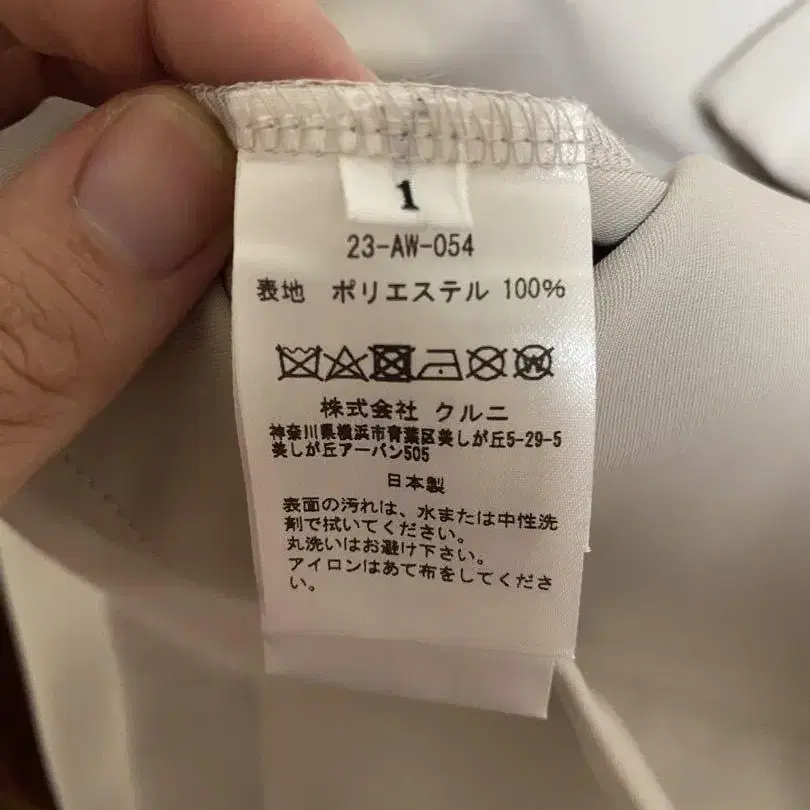 1
23-AW-054
表地 ポリエステル 100%
株式会社 クルニ
神奈川県横浜市青葉区美しが丘5-29-5
美しが丘アーバン505
日本製
表面の汚れは、水または中性洗
剤で拭いてください。
丸洗いはお避け下さい。
アイロンはあて布をしてくださ
い。